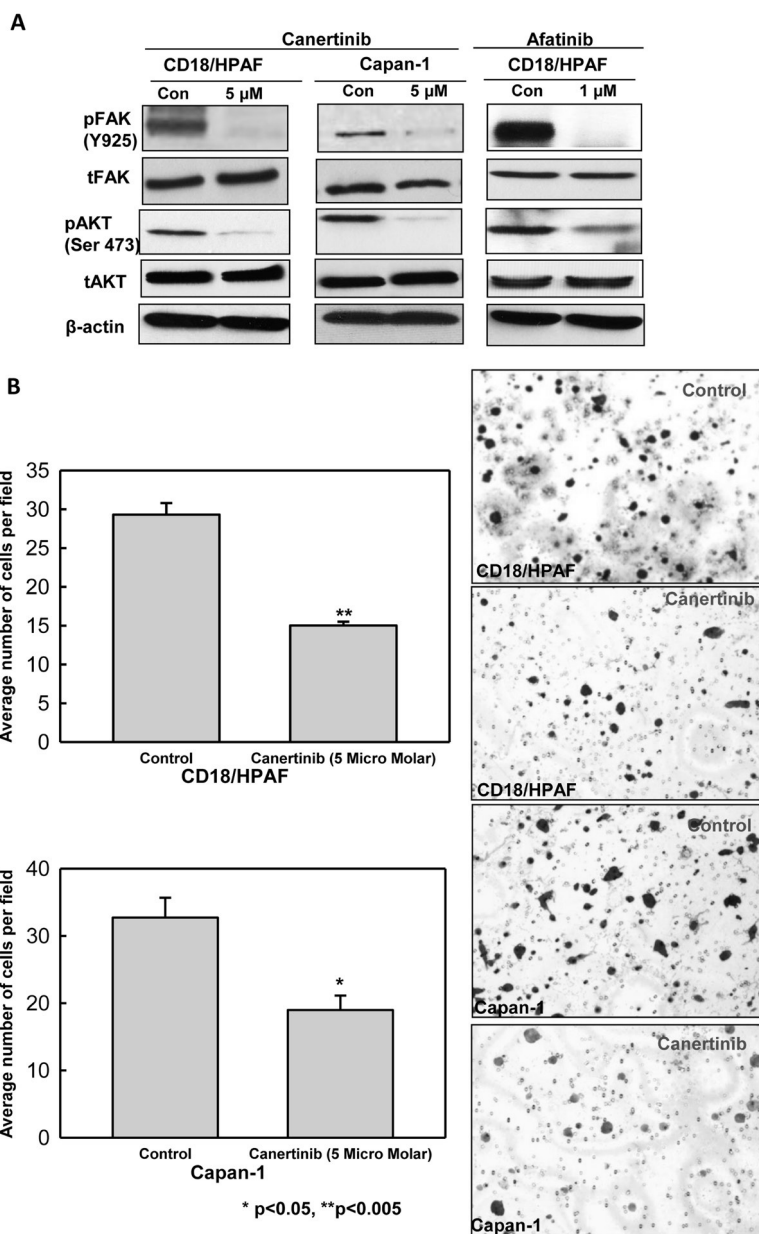 A
Canertinib Afatinib
CD18/HPAF Capan-1 CD18/HPAF
Con 5 µM Con 5 µM Con 1 µM
pFAK
(Y925)
tFAK
pAKT
(Ser 473)
tAKT
β-actin
B
Average number of cells per field
35
30
25
20
15
10
5
0
**
Control Canertinib (5 Micro Molar)
CD18/HPAF
Average number of cells per field
40
30
20
10
0
*
Control Canertinib (5 Micro Molar)
Capan-1
* p<0.05, **p<0.005
Control
CD18/HPAF
Canertinib
CD18/HPAF
Control
Capan-1
Canertinib
Capan-1